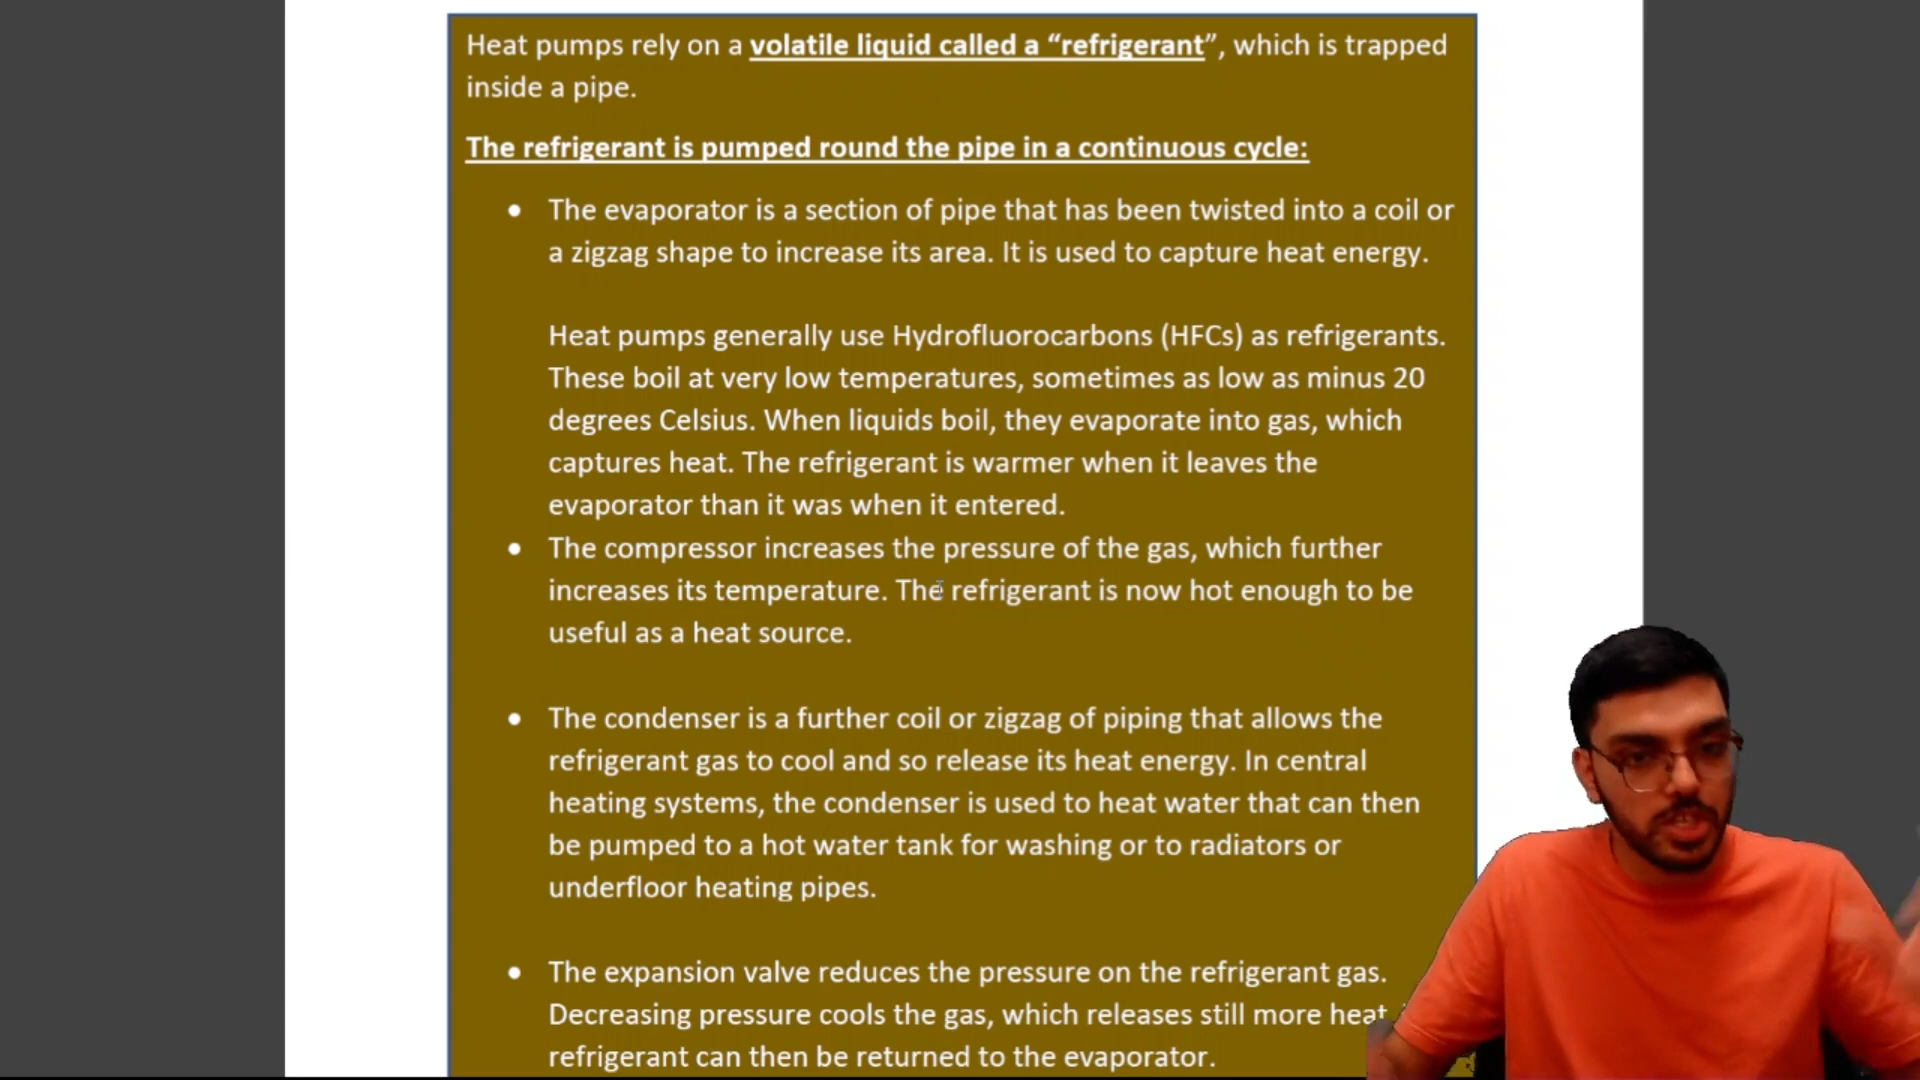 Heat pumps rely on a volatile liquid called a “refrigerant”, which is trapped
inside a pipe.
The refrigerant is pumped round the pipe in a continuous cycle:
• The evaporator is a section of pipe that has been twisted into a coil or
a zigzag shape to increase its area. It is used to capture heat energy.
Heat pumps generally use Hydrofluorocarbons (HFCs) as refrigerants.
These boil at very low temperatures, sometimes as low as minus 20
degrees Celsius. When liquids boil, they evaporate into gas, which
captures heat. The refrigerant is warmer when it leaves the
evaporator than it was when it entered.
• The compressor increases the pressure of the gas, which further
increases its temperature. The refrigerant is now hot enough to be
useful as a heat source.
• The condenser is a further coil or zigzag of piping that allows the
refrigerant gas to cool and so release its heat energy. In central
heating systems, the condenser is used to heat water that can then
be pumped to a hot water tank for washing or to radiators or
underfloor heating pipes.
• The expansion valve reduces the pressure on the refrigerant gas.
Decreasing pressure cools the gas, which releases still more heat
refrigerant can then be returned to the evaporator.